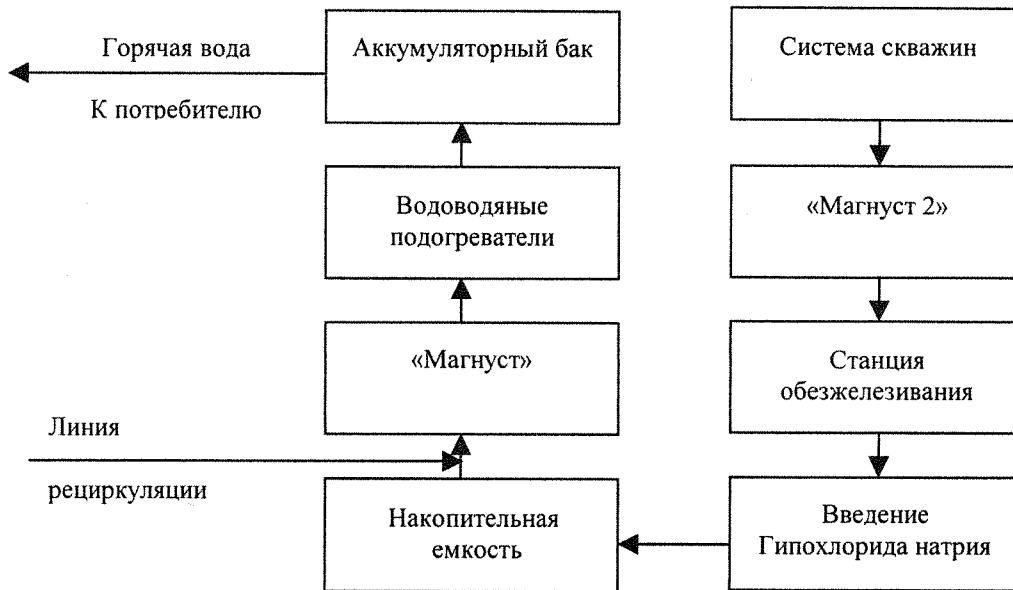 Горячая вода
К потребителю
Аккумуляторный бак
Система скважин
Водоводяные
подогреватели
«Магнуст 2»
«Магнуст»
Станция
обезжелезивания
Линия
рециркуляции
Накопительная
емкость
Введение
Гипохлорида натрия